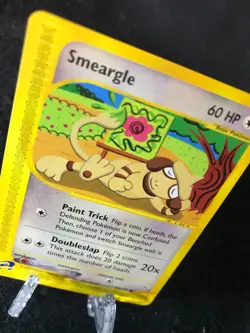 Smeargle
60 HP
Basic Poké
Paint Trick Flip a coin. If heads, the
Defending Pokémon is now Confused.
Then, choose 1 of your Benched
Pokémon and switch Smeargle with it.
Doubleslap Flip 2 coins
This attack does 20 damage 20x
times the number of heads.